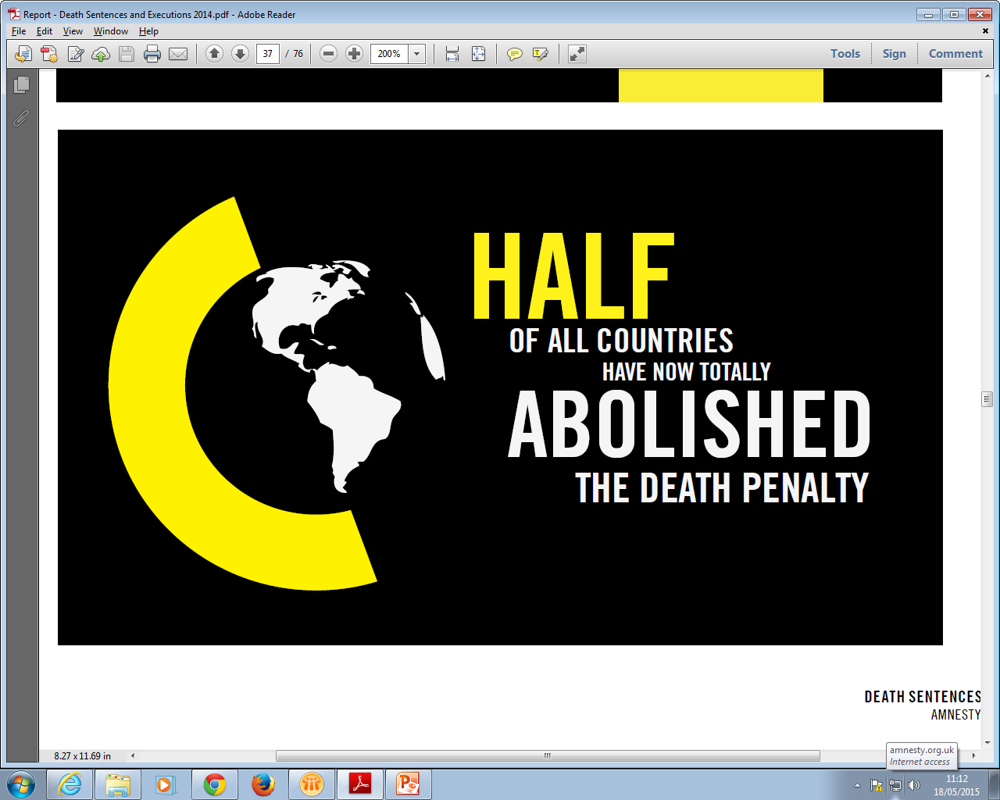 Report - Death Sentences and Executions 2014.pdf - Adobe Reader
File Edit View Window Help
37 / 76 200% Tools Sign Comment
HALF
OF ALL COUNTRIES
HAVE NOW TOTALLY
ABOLISHED
THE DEATH PENALTY
DEATH SENTENCES
AMNESTY
8.27 x 11.69 in
amnesty.org.uk
Internet access
11:12
18/05/2015